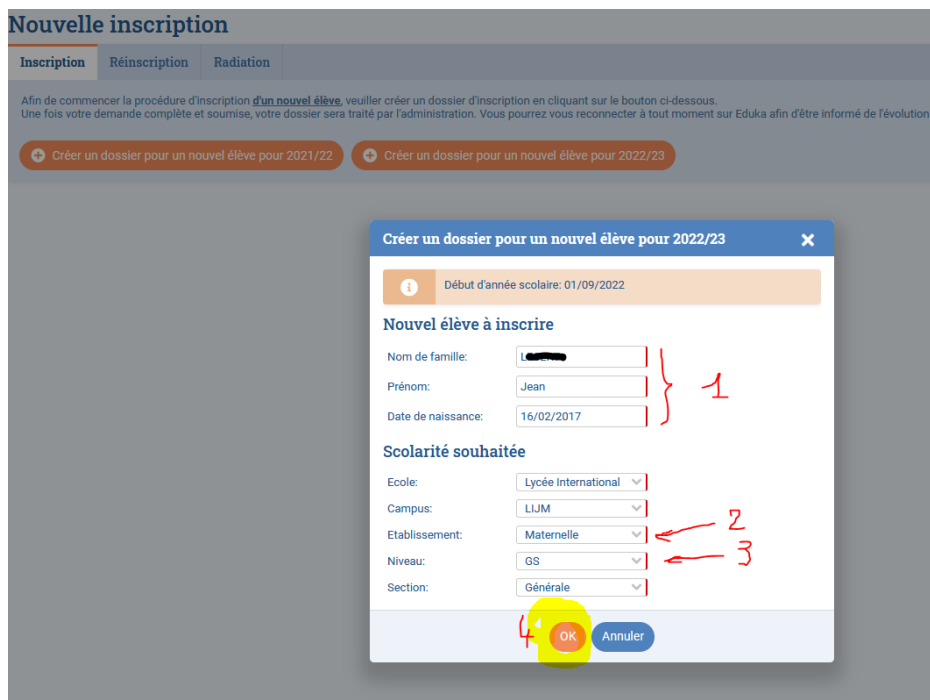 Nouvelle inscription
Inscription Réinscription Radiation
Afin de commencer la procédure d'inscription d'un nouvel élève, veuiller créer un dossier d'inscription en cliquant sur le bouton ci-dessous.
Une fois votre demande complète et soumise, votre dossier sera traité par l'administration. Vous pourrez vous reconnecter à tout moment sur Eduka afin d'être informé de l'évolution
Créer un dossier pour un nouvel élève pour 2021/22 Créer un dossier pour un nouvel élève pour 2022/23
Créer un dossier pour un nouvel élève pour 2022/23
Début d'année scolaire: 01/09/2022
Nouvel élève à inscrire
Nom de famille:
Prénom: Jean 1
Date de naissance: 16/02/2017
Scolarité souhaitée
Ecole: Lycée International
Campus: LIJM
Etablissement: Maternelle 2
Niveau: GS 3
Section: Générale
4 OK Annuler